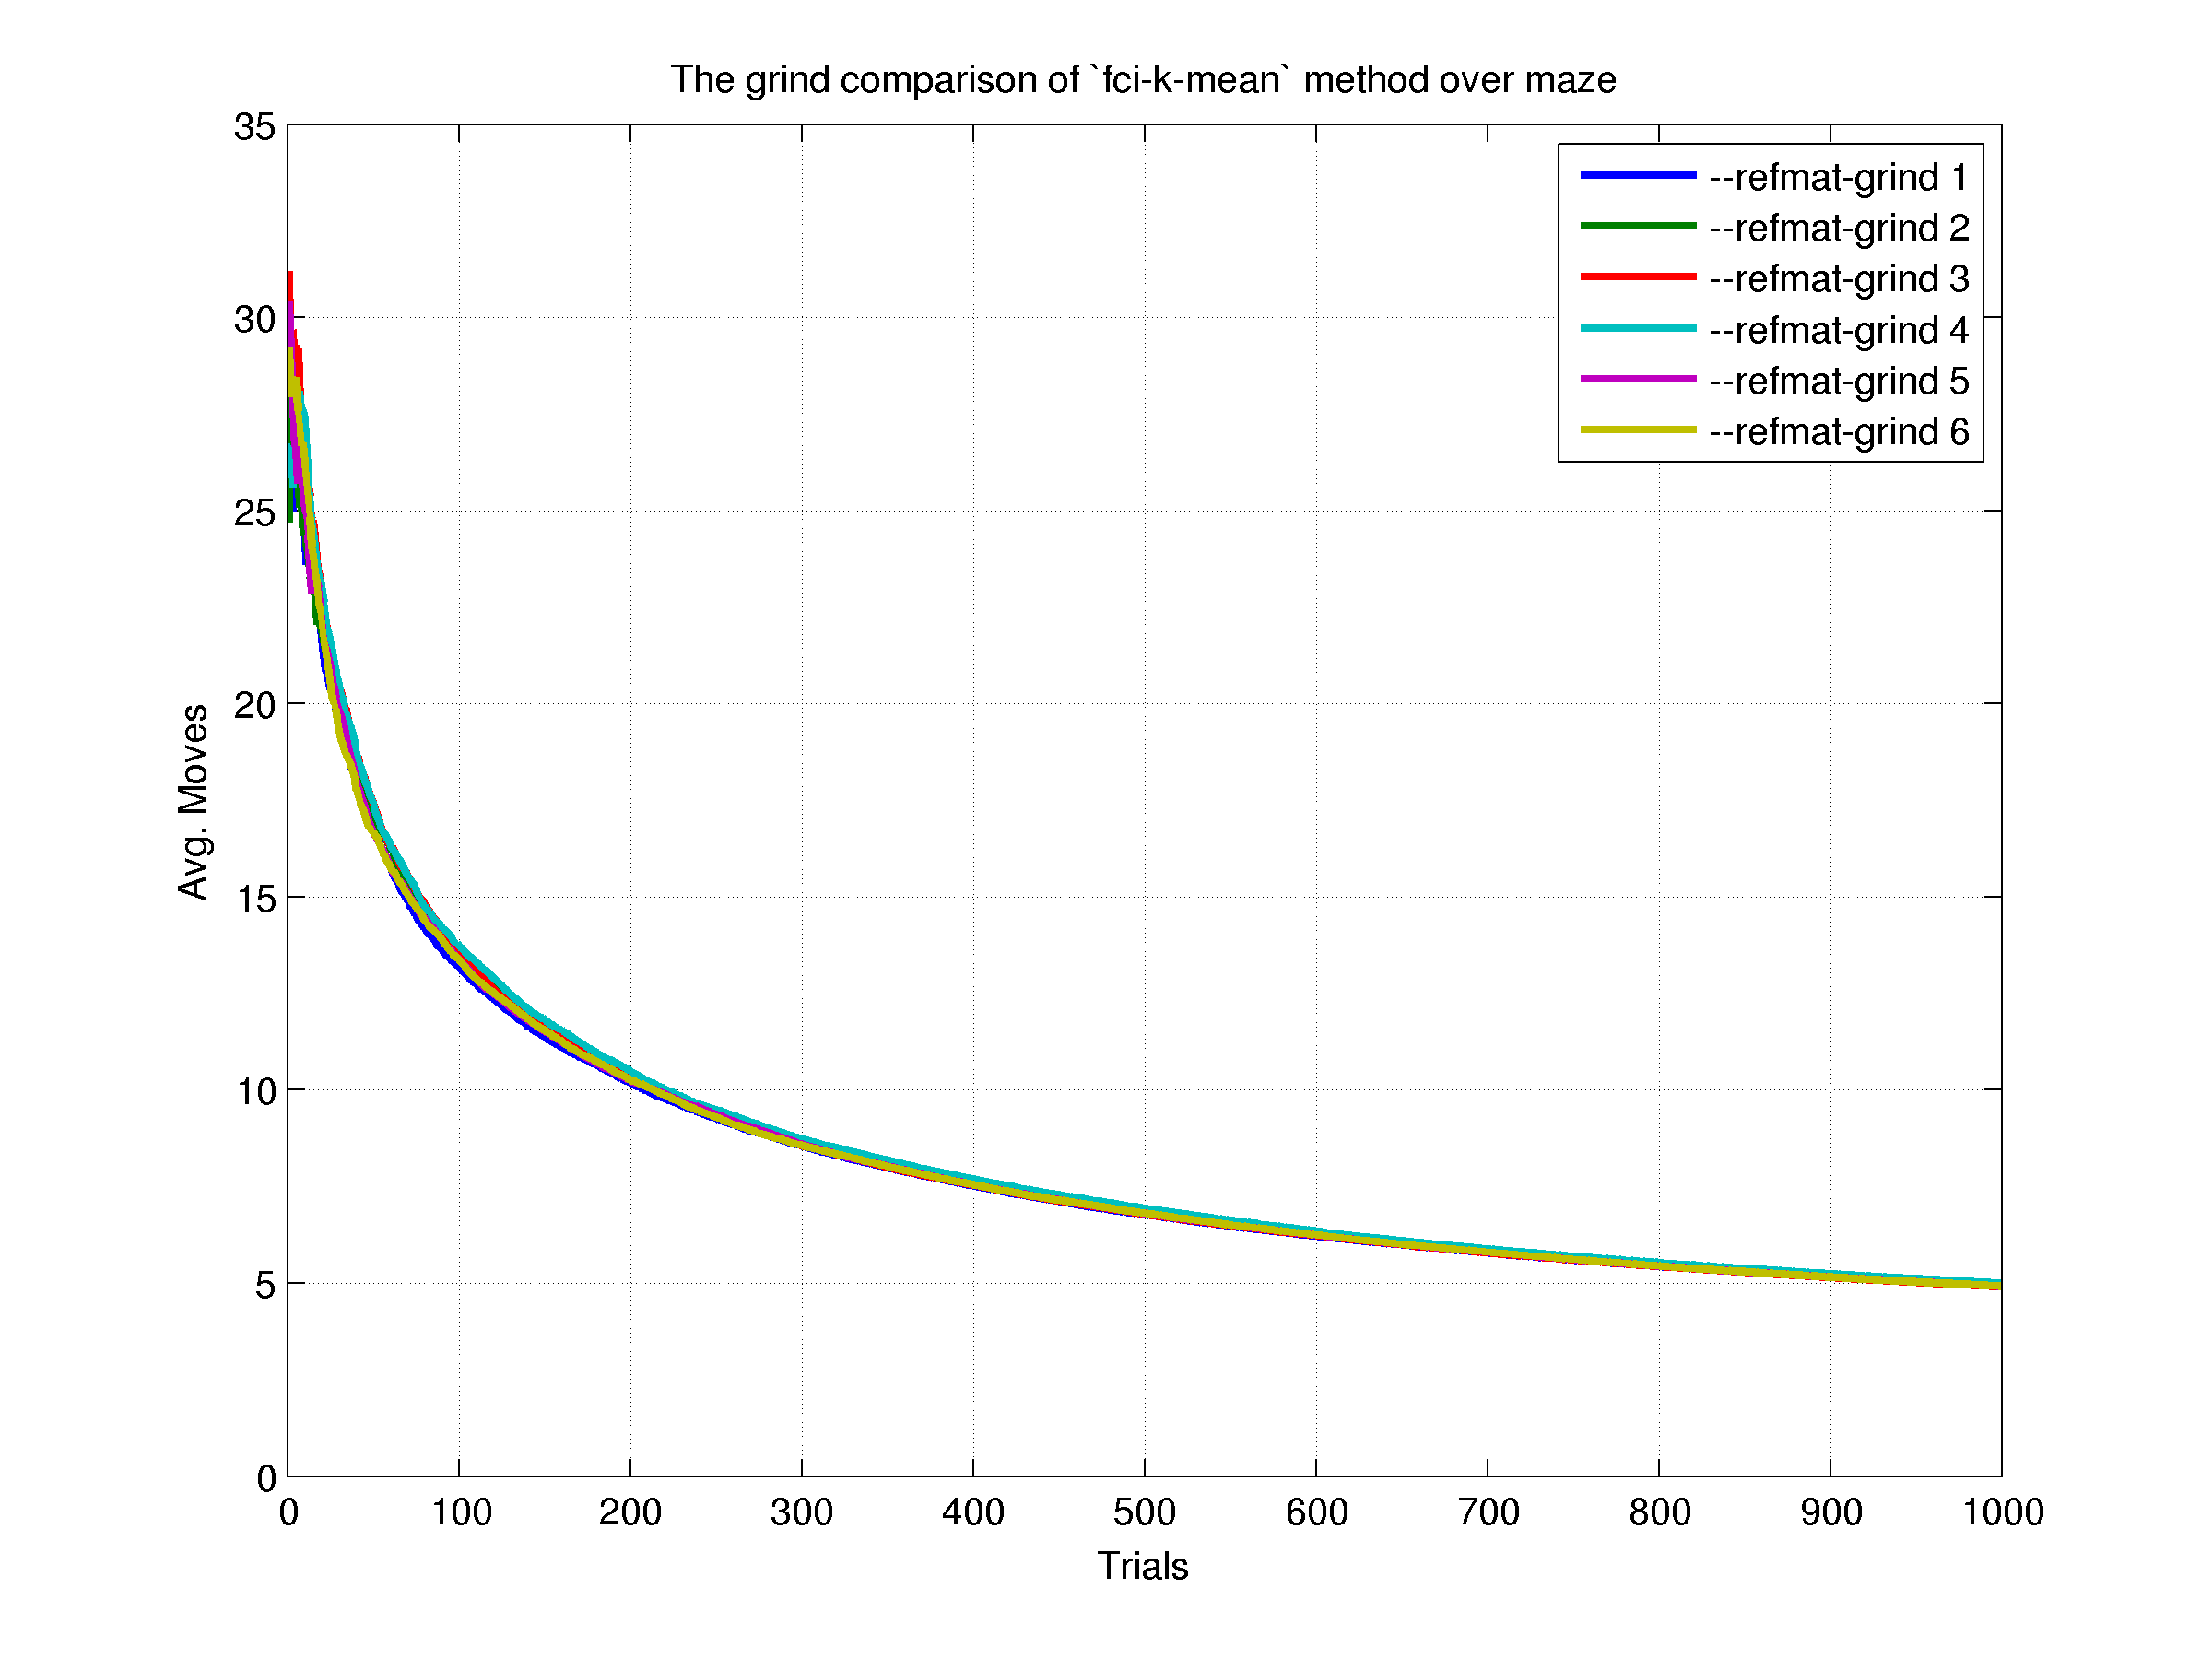 The grind comparison of `fci-k-mean` method over maze
35
30
25
20
15
10
5
0
Avg. Moves
--refmat-grind 1
--refmat-grind 2
--refmat-grind 3
--refmat-grind 4
--refmat-grind 5
--refmat-grind 6
0 100 200 300 400 500 600 700 800 900 1000
Trials